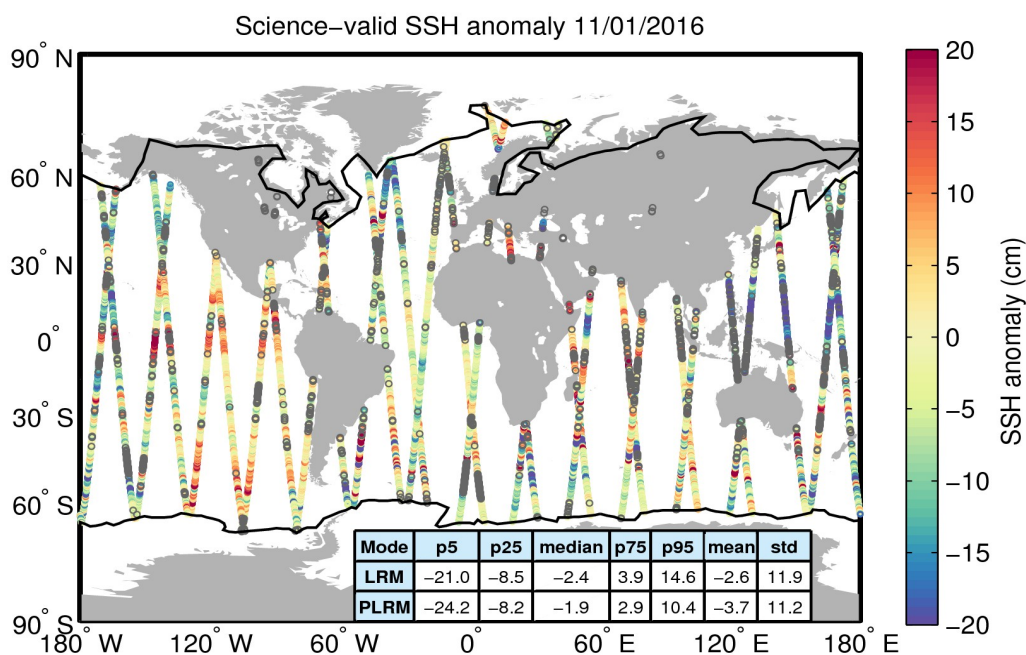 Science−valid SSH anomaly 11/01/2016
90° N
60° N
30° N
0°
30° S
60° S
90° S
180° W 120° W 60° W 0° 60° E 120° E 180° E
Mode p5 p25 median p75 p95 mean std
LRM −21.0 −8.5 −2.4 3.9 14.6 −2.6 11.9
PLRM −24.2 −8.2 −1.9 2.9 10.4 −3.7 11.2
20
15
10
5
0
−5
−10
−15
−20
SSH anomaly (cm)